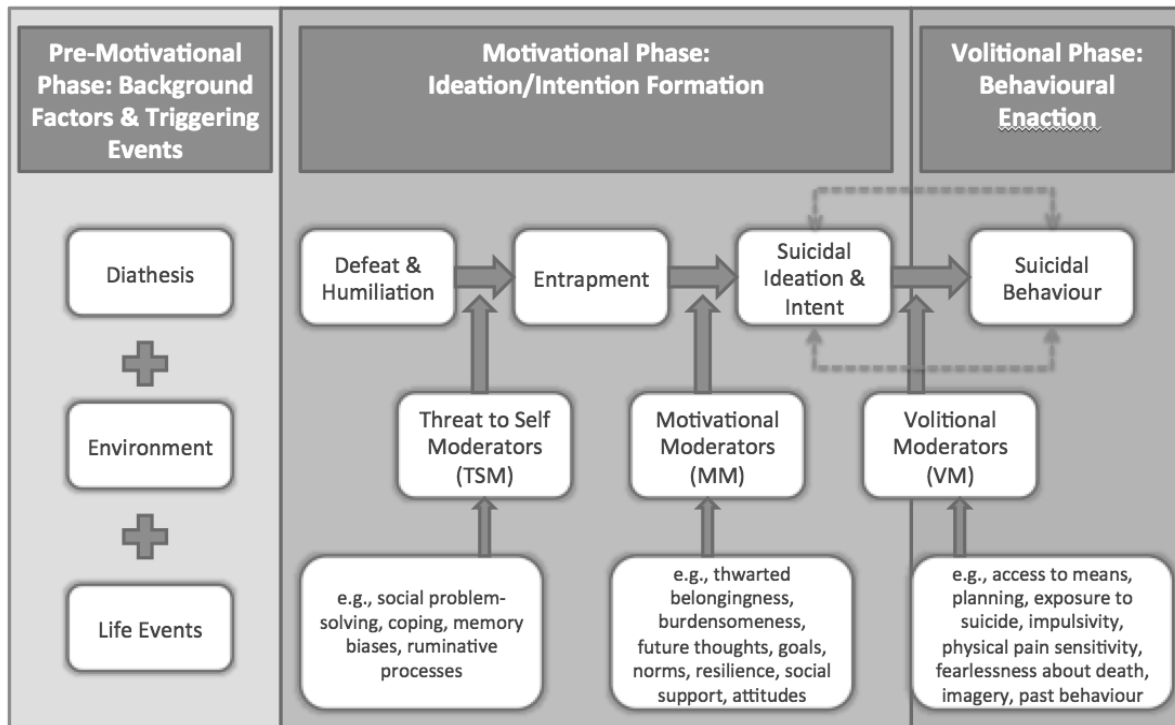 Pre-Motivational
Phase: Background
Factors & Triggering
Events
Motivational Phase:
Ideation/Intention Formation
Volitional Phase:
Behavioural
Enaction
Diathesis
Environment
Life Events
Defeat &
Humiliation
Entrapment
Suicidal
Ideation &
Intent
Suicidal
Behaviour
Threat to Self
Moderators
(TSM)
Motivational
Moderators
(MM)
Volitional
Moderators
(VM)
e.g., social problem-
solving, coping, memory
biases, ruminative
processes
e.g., thwarted
belongingness,
burdensomeness,
future thoughts, goals,
norms, resilience, social
support, attitudes
e.g., access to means,
planning, exposure to
suicide, impulsivity,
physical pain sensitivity,
fearlessness about death,
imagery, past behaviour